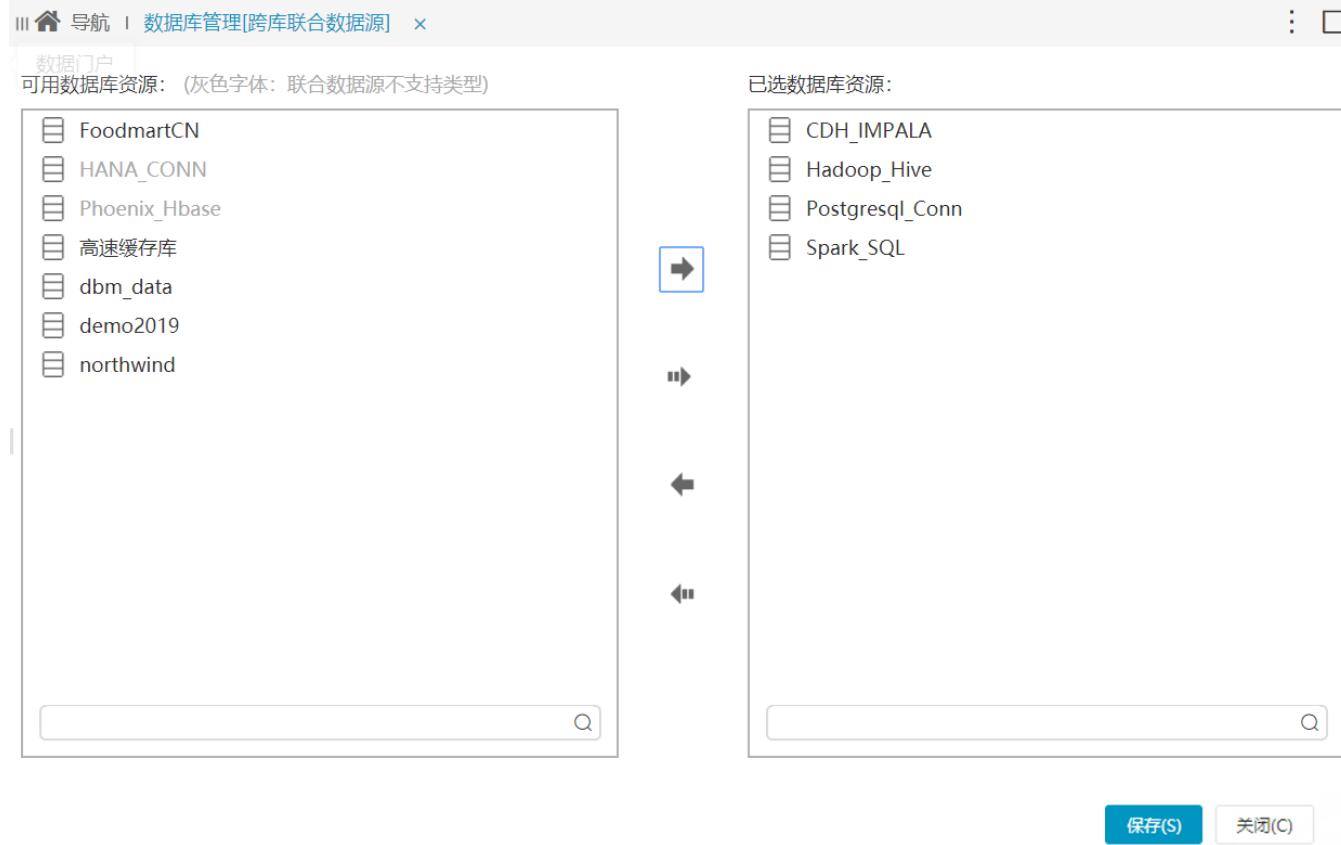 导航 | 数据库管理[跨库联合数据源] ×
数据门户
可用数据库资源： (灰色字体：联合数据源不支持类型)
FoodmartCN
HANA_CONN
Phoenix_Hbase
高速缓存库
dbm_data
demo2019
northwind
已选数据库资源：
CDH_IMPALA
Hadoop_Hive
Postgresql_Conn
Spark_SQL
保存(S)
关闭(C)